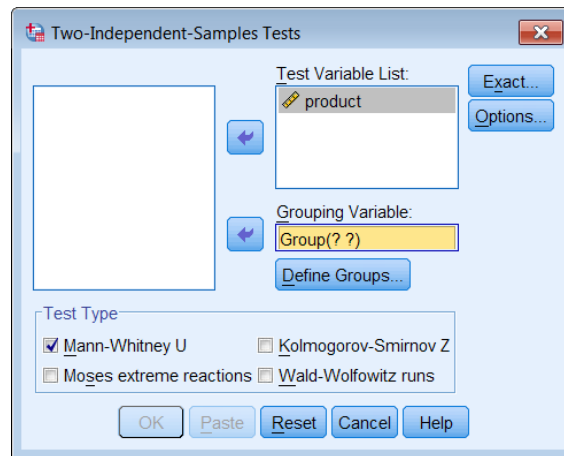 Two-Independent-Samples Tests
Test Variable List:
product
Exact...
Options...
Grouping Variable:
Group(? ?)
Define Groups...
Test Type
Mann-Whitney U
Kolmogorov-Smirnov Z
Moses extreme reactions
Wald-Wolfowitz runs
OK
Paste
Reset
Cancel
Help